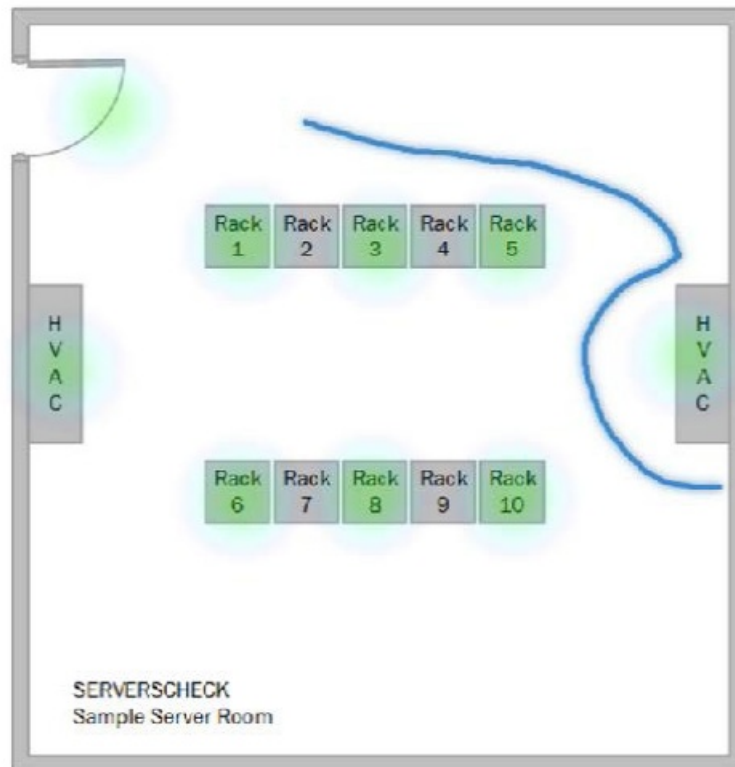 Rack Rack Rack Rack Rack
1 2 3 4 5
H H
V V
A A
C C
Rack Rack Rack Rack Rack
6 7 8 9 10
SERVERSCHECK
Sample Server Room